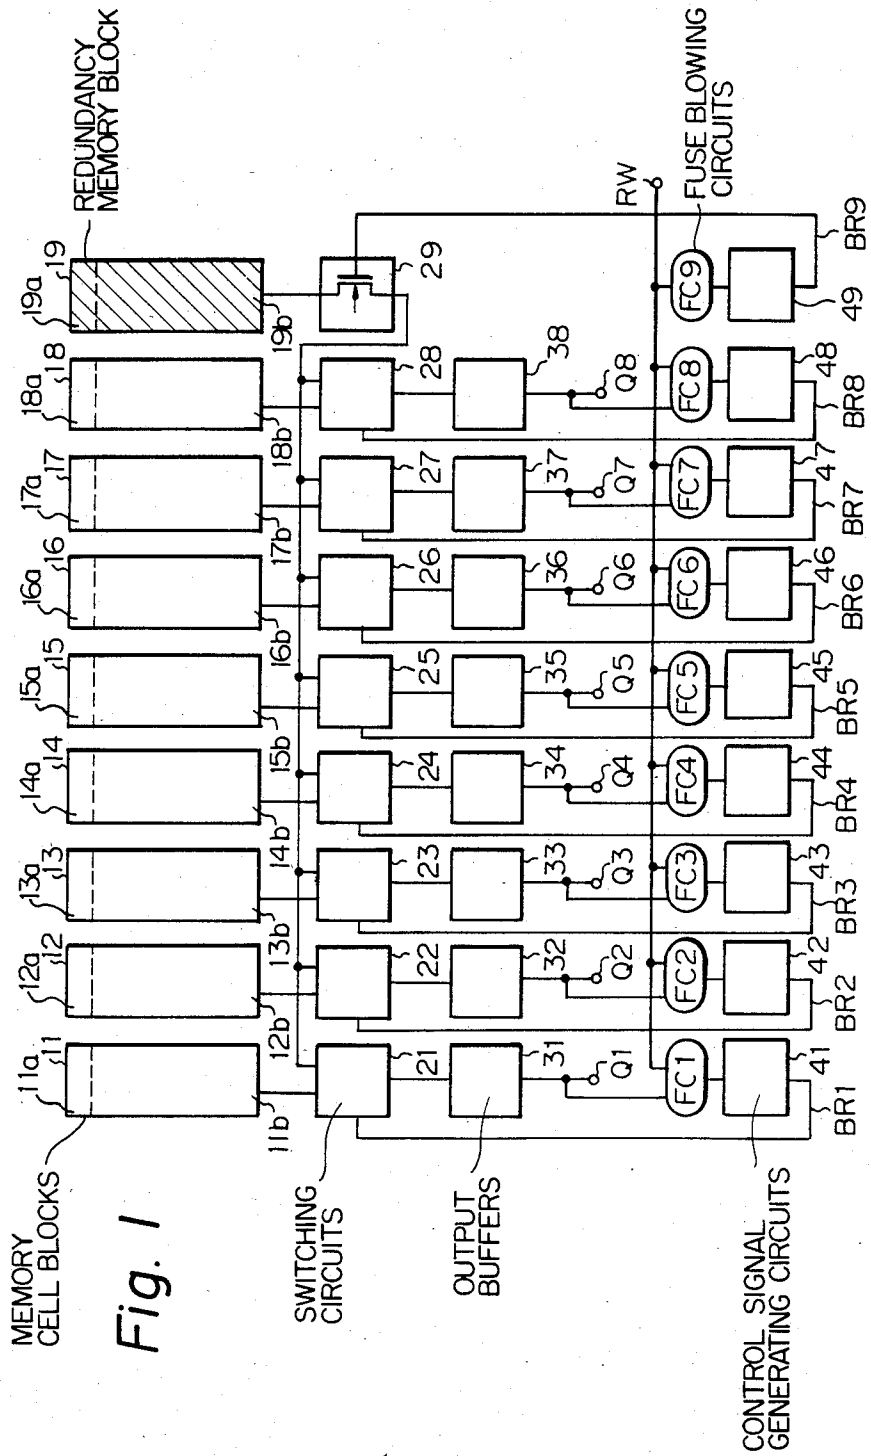 MEMORY
CELL BLOCKS
REDUNDANCY
MEMORY BLOCK
11a 12a 13a 14a 15a 16a 17a 18a 19a
11 12 13 14 15 16 17 18 19
11b 12b 13b 14b 15b 16b 17b 18b 19b
Fig. 1
SWITCHING
CIRCUITS
21 22 23 24 25 26 27 28 29
OUTPUT
BUFFERS
31 32 33 34 35 36 37 38
Q1 Q2 Q3 Q4 Q5 Q6 Q7 Q8
RW
FC1 FC2 FC3 FC4 FC5 FC6 FC7 FC8 FC9
FUSE BLOWING
CIRCUITS
CONTROL SIGNAL
GENERATING CIRCUITS
41 42 43 44 45 46 47 48 49
BR1 BR2 BR3 BR4 BR5 BR6 BR7 BR8 BR9